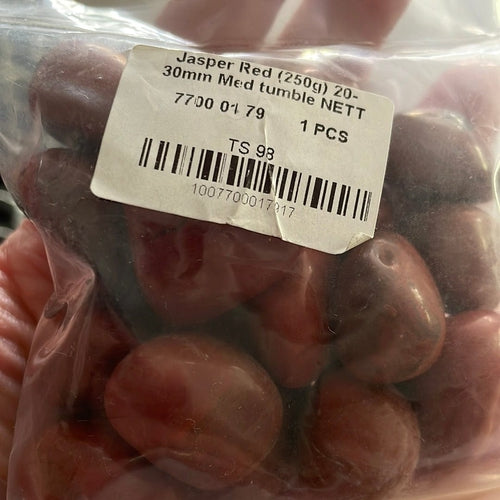 Jasper Red (250g) 20-
30mm Med tumble NETT
7700 01 79 1 PCS
TS 98
1007700017917